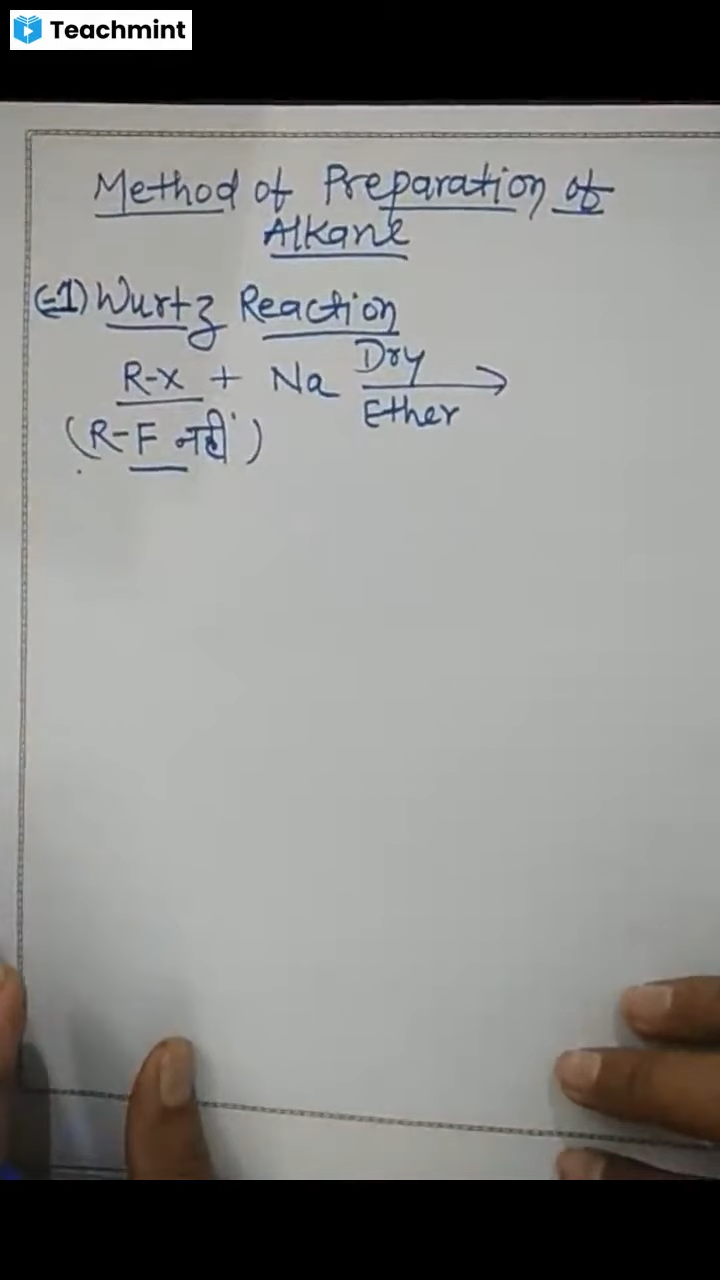 Teachmint
Method of Preparation of
Alkane
(-1) Wurtz Reaction
R-X + Na Dry
Ether
(R-F नहीं)